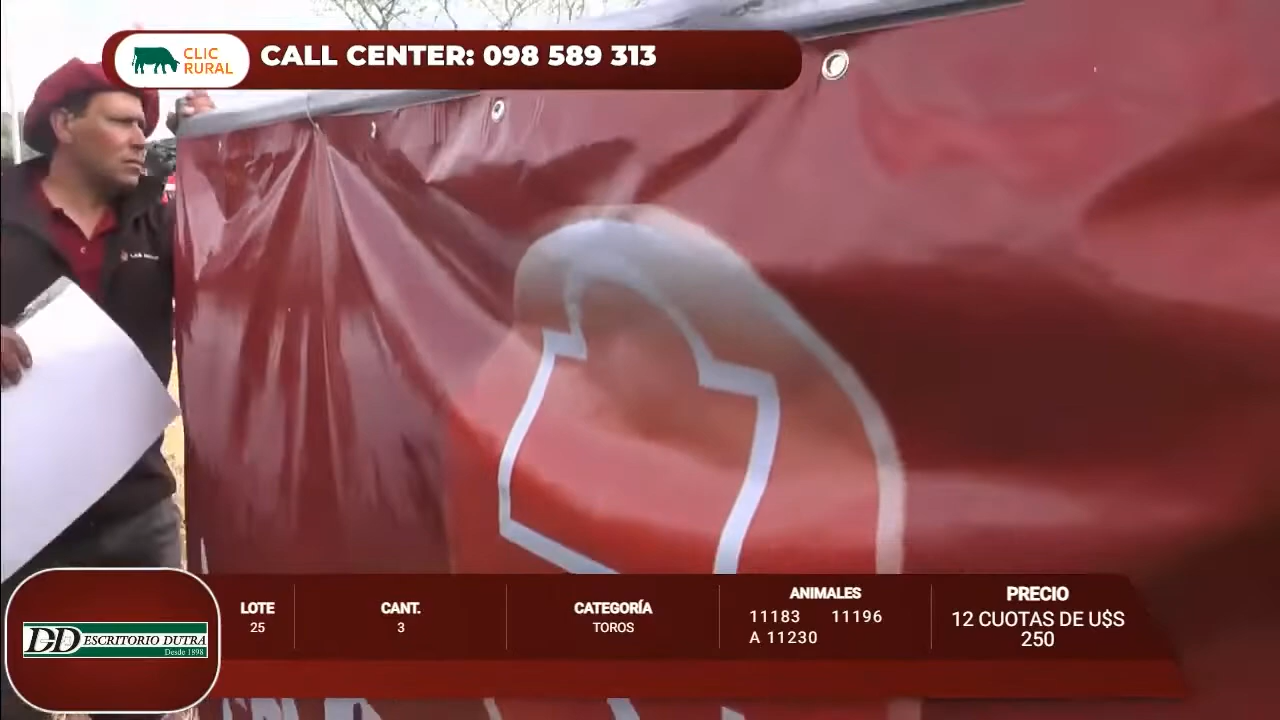 CLIC
RURAL
CALL CENTER: 098 589 313
LOTE
25
CANT.
3
CATEGORÍA
TOROS
ANIMALES
11183 11196
A 11230
PRECIO
12 CUOTAS DE U$S
250
DD ESCRITORIO DUTRA
Desde 1898